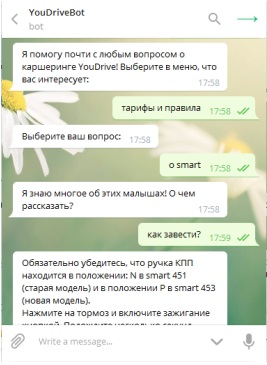 YouDriveBot
bot
Я помогу почти с любым вопросом о
каршеринге YouDrive! Выберите в меню, что
вас интересует:
17:58
тарифы и правила 17:58
Выберите ваш вопрос: 17:58
о smart 17:58
Я знаю многое об этих малышах! О чем
рассказать?
17:58
как завести? 17:59
Обязательно убедитесь, что ручка КПП
находится в положении: N в smart 451
(старая модель) и в положении P в smart 453
(новая модель).
Нажмите на тормоз и включите зажигание
Write a message...